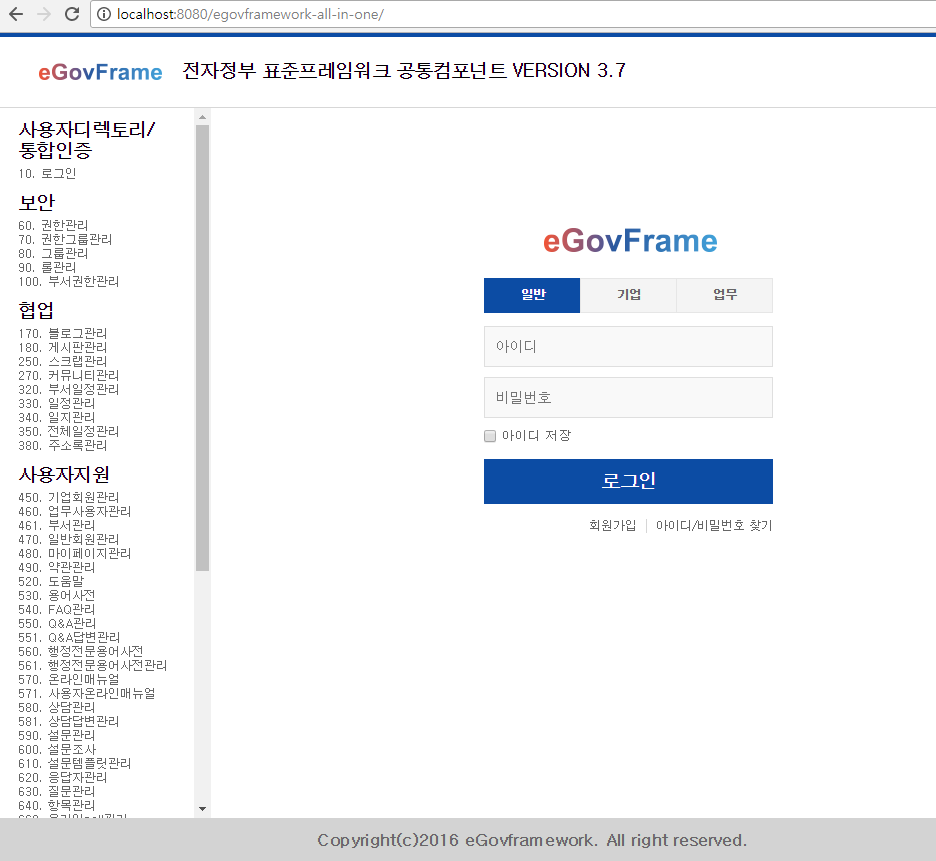 localhost:8080/egovframework-all-in-one/
eGovFrame 전자정부 표준프레임워크 공통컴포넌트 VERSION 3.7
사용자디렉토리/
통합인증
10. 로그인
보안
60. 권한관리
70. 권한그룹관리
80. 그룹관리
90. 롤관리
100. 부서권한관리
협업
170. 블로그관리
180. 게시판관리
250. 스크랩관리
270. 커뮤니티관리
320. 부서일정관리
330. 일정관리
340. 일지관리
350. 전체일정관리
380. 주소록관리
사용자지원
450. 기업회원관리
460. 업무사용자관리
461. 부서관리
470. 일반회원관리
480. 마이페이지관리
490. 약관관리
520. 도움말
530. 용어사전
540. FAQ관리
550. Q&A관리
551. Q&A답변관리
560. 행정전문용어사전
561. 행정전문용어사전관리
570. 온라인매뉴얼
571. 사용자온라인매뉴얼
580. 상담관리
581. 상담답변관리
590. 설문관리
600. 설문조사
610. 설문템플릿관리
620. 응답자관리
630. 질문관리
640. 항목관리
eGovFrame
일반 기업 업무
아이디
비밀번호
아이디 저장
로그인
회원가입 아이디/비밀번호 찾기
Copyright(c)2016 eGovframework. All right reserved.